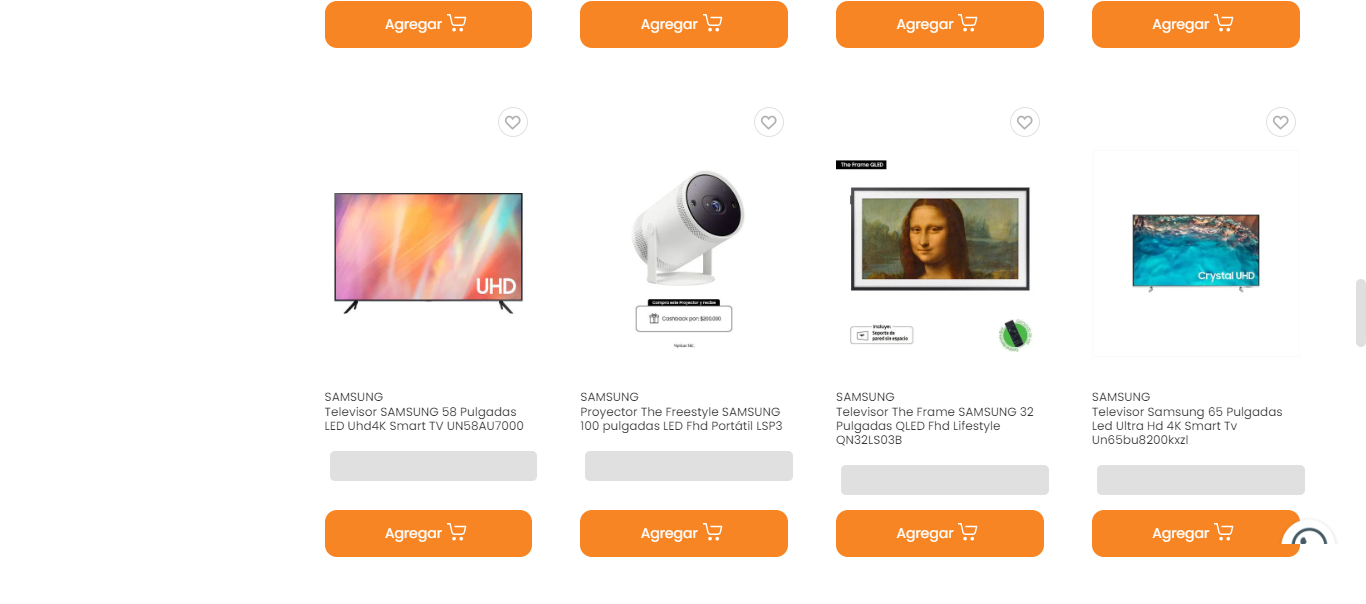 Agregar
Agregar
Agregar
Agregar
UHD
Compra este Proyector y recibe
Cashback por: $200.000
The Frame QLED
Incluye:
Soporte de
pared sin espacio
Crystal UHD
SAMSUNG
Televisor SAMSUNG 58 Pulgadas
LED Uhd4K Smart TV UN58AU7000
SAMSUNG
Proyector The Freestyle SAMSUNG
100 pulgadas LED Fhd Portátil LSP3
SAMSUNG
Televisor The Frame SAMSUNG 32
Pulgadas QLED Fhd Lifestyle
QN32LS03B
SAMSUNG
Televisor Samsung 65 Pulgadas
Led Ultra Hd 4K Smart Tv
Un65bu8200kxzl
Agregar
Agregar
Agregar
Agregar